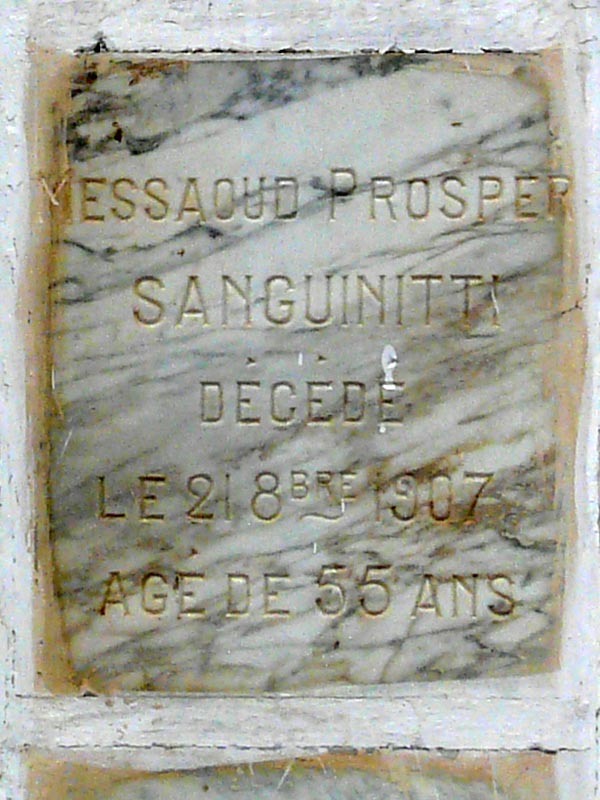 MESSAOUD PROSPER
SANGUINITTI
DÉCÉDÉ
LE 21 8BRE 1907
AGÉ DE 55 ANS